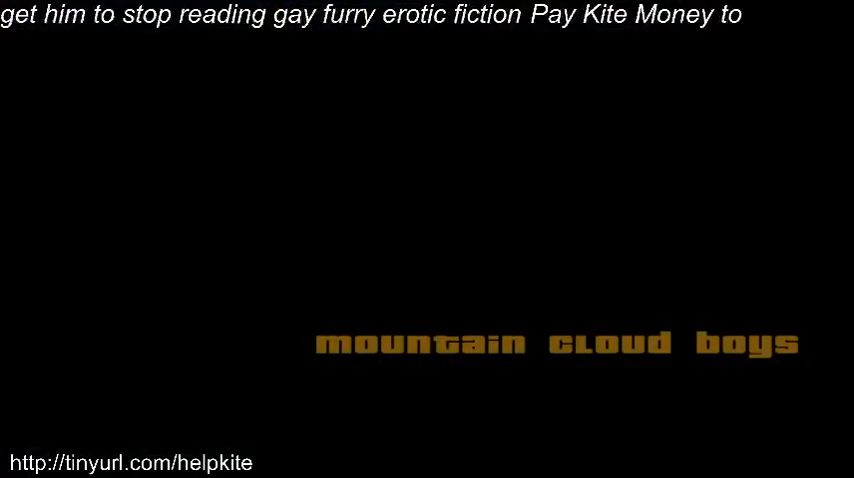 get him to stop reading gay furry erotic fiction Pay Kite Money to
mountain cloud boys
http://tinyurl.com/helpkite